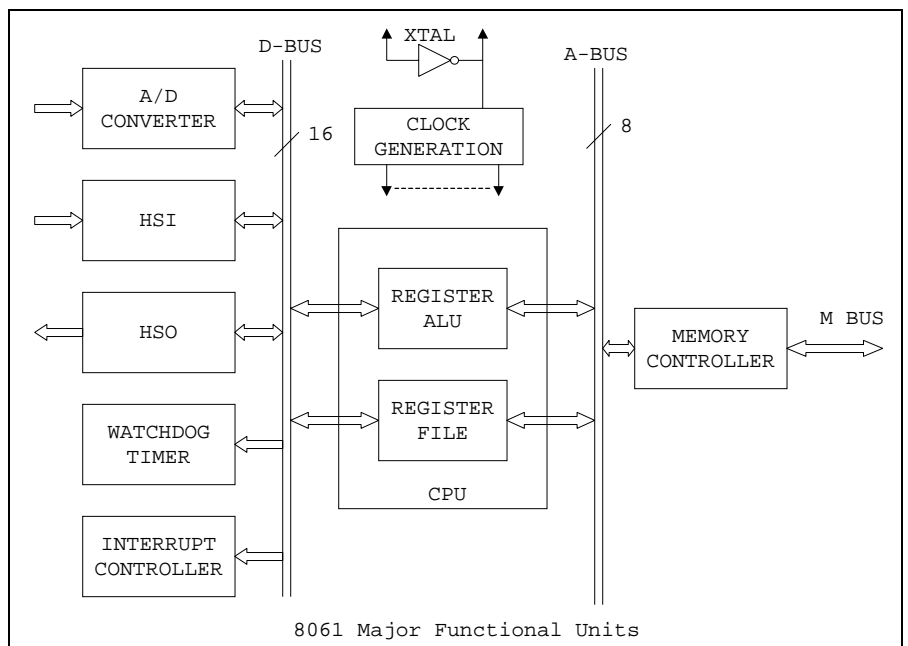 XTAL
D-BUS
A-BUS
A/D
CONVERTER
16
CLOCK
GENERATION
8
HSI
REGISTER
ALU
HSO
MEMORY
CONTROLLER
M BUS
REGISTER
FILE
WATCHDOG
TIMER
CPU
INTERRUPT
CONTROLLER
8061 Major Functional Units